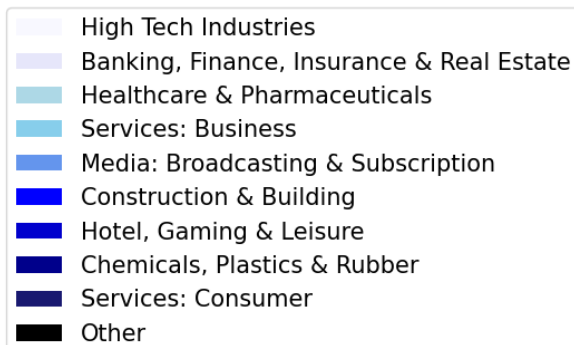 High Tech Industries
Banking, Finance, Insurance & Real Estate
Healthcare & Pharmaceuticals
Services: Business
Media: Broadcasting & Subscription
Construction & Building
Hotel, Gaming & Leisure
Chemicals, Plastics & Rubber
Services: Consumer
Other